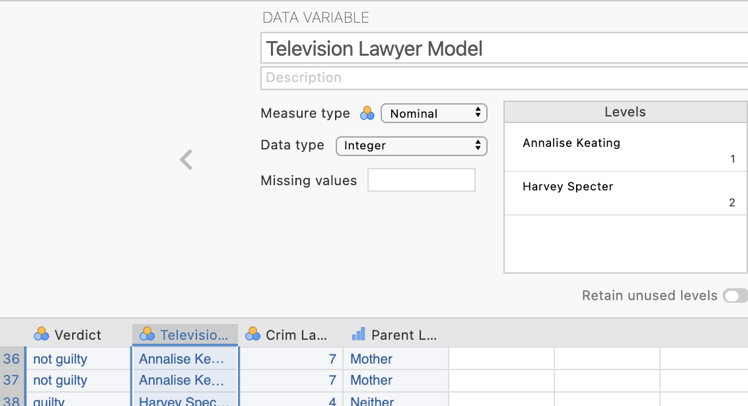 DATA VARIABLE
Television Lawyer Model
Description
Measure type Nominal
Levels
Data type Integer
Annalise Keating
1
Missing values
Harvey Specter
2
Retain unused levels
Verdict Televisio... Crim La... Parent L...
36 not guilty Annalise Ke... 7 Mother
37 not guilty Annalise Ke... 7 Mother
38 guilty Harvey Spec... 4 Neither